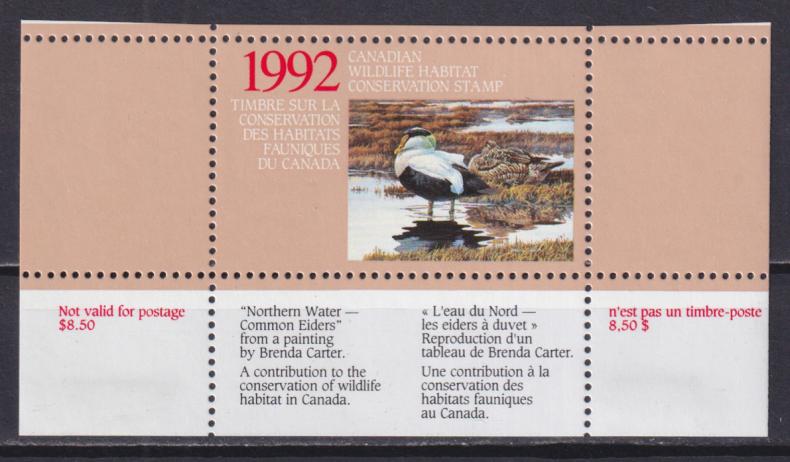 1992
CANADIAN
WILDLIFE HABITAT
CONSERVATION STAMP
TIMBRE SUR LA
CONSERVATION
DES HABITATS
FAUNIQUES
DU CANADA
Not valid for postage
$8.50
"Northern Water —
Common Eiders"
from a painting
by Brenda Carter.
A contribution to the
conservation of wildlife
habitat in Canada.
« L'eau du Nord —
les eiders à duvet »
Reproduction d'un
tableau de Brenda Carter.
Une contribution à la
conservation des
habitats fauniques
au Canada.
n'est pas un timbre-poste
8,50 $